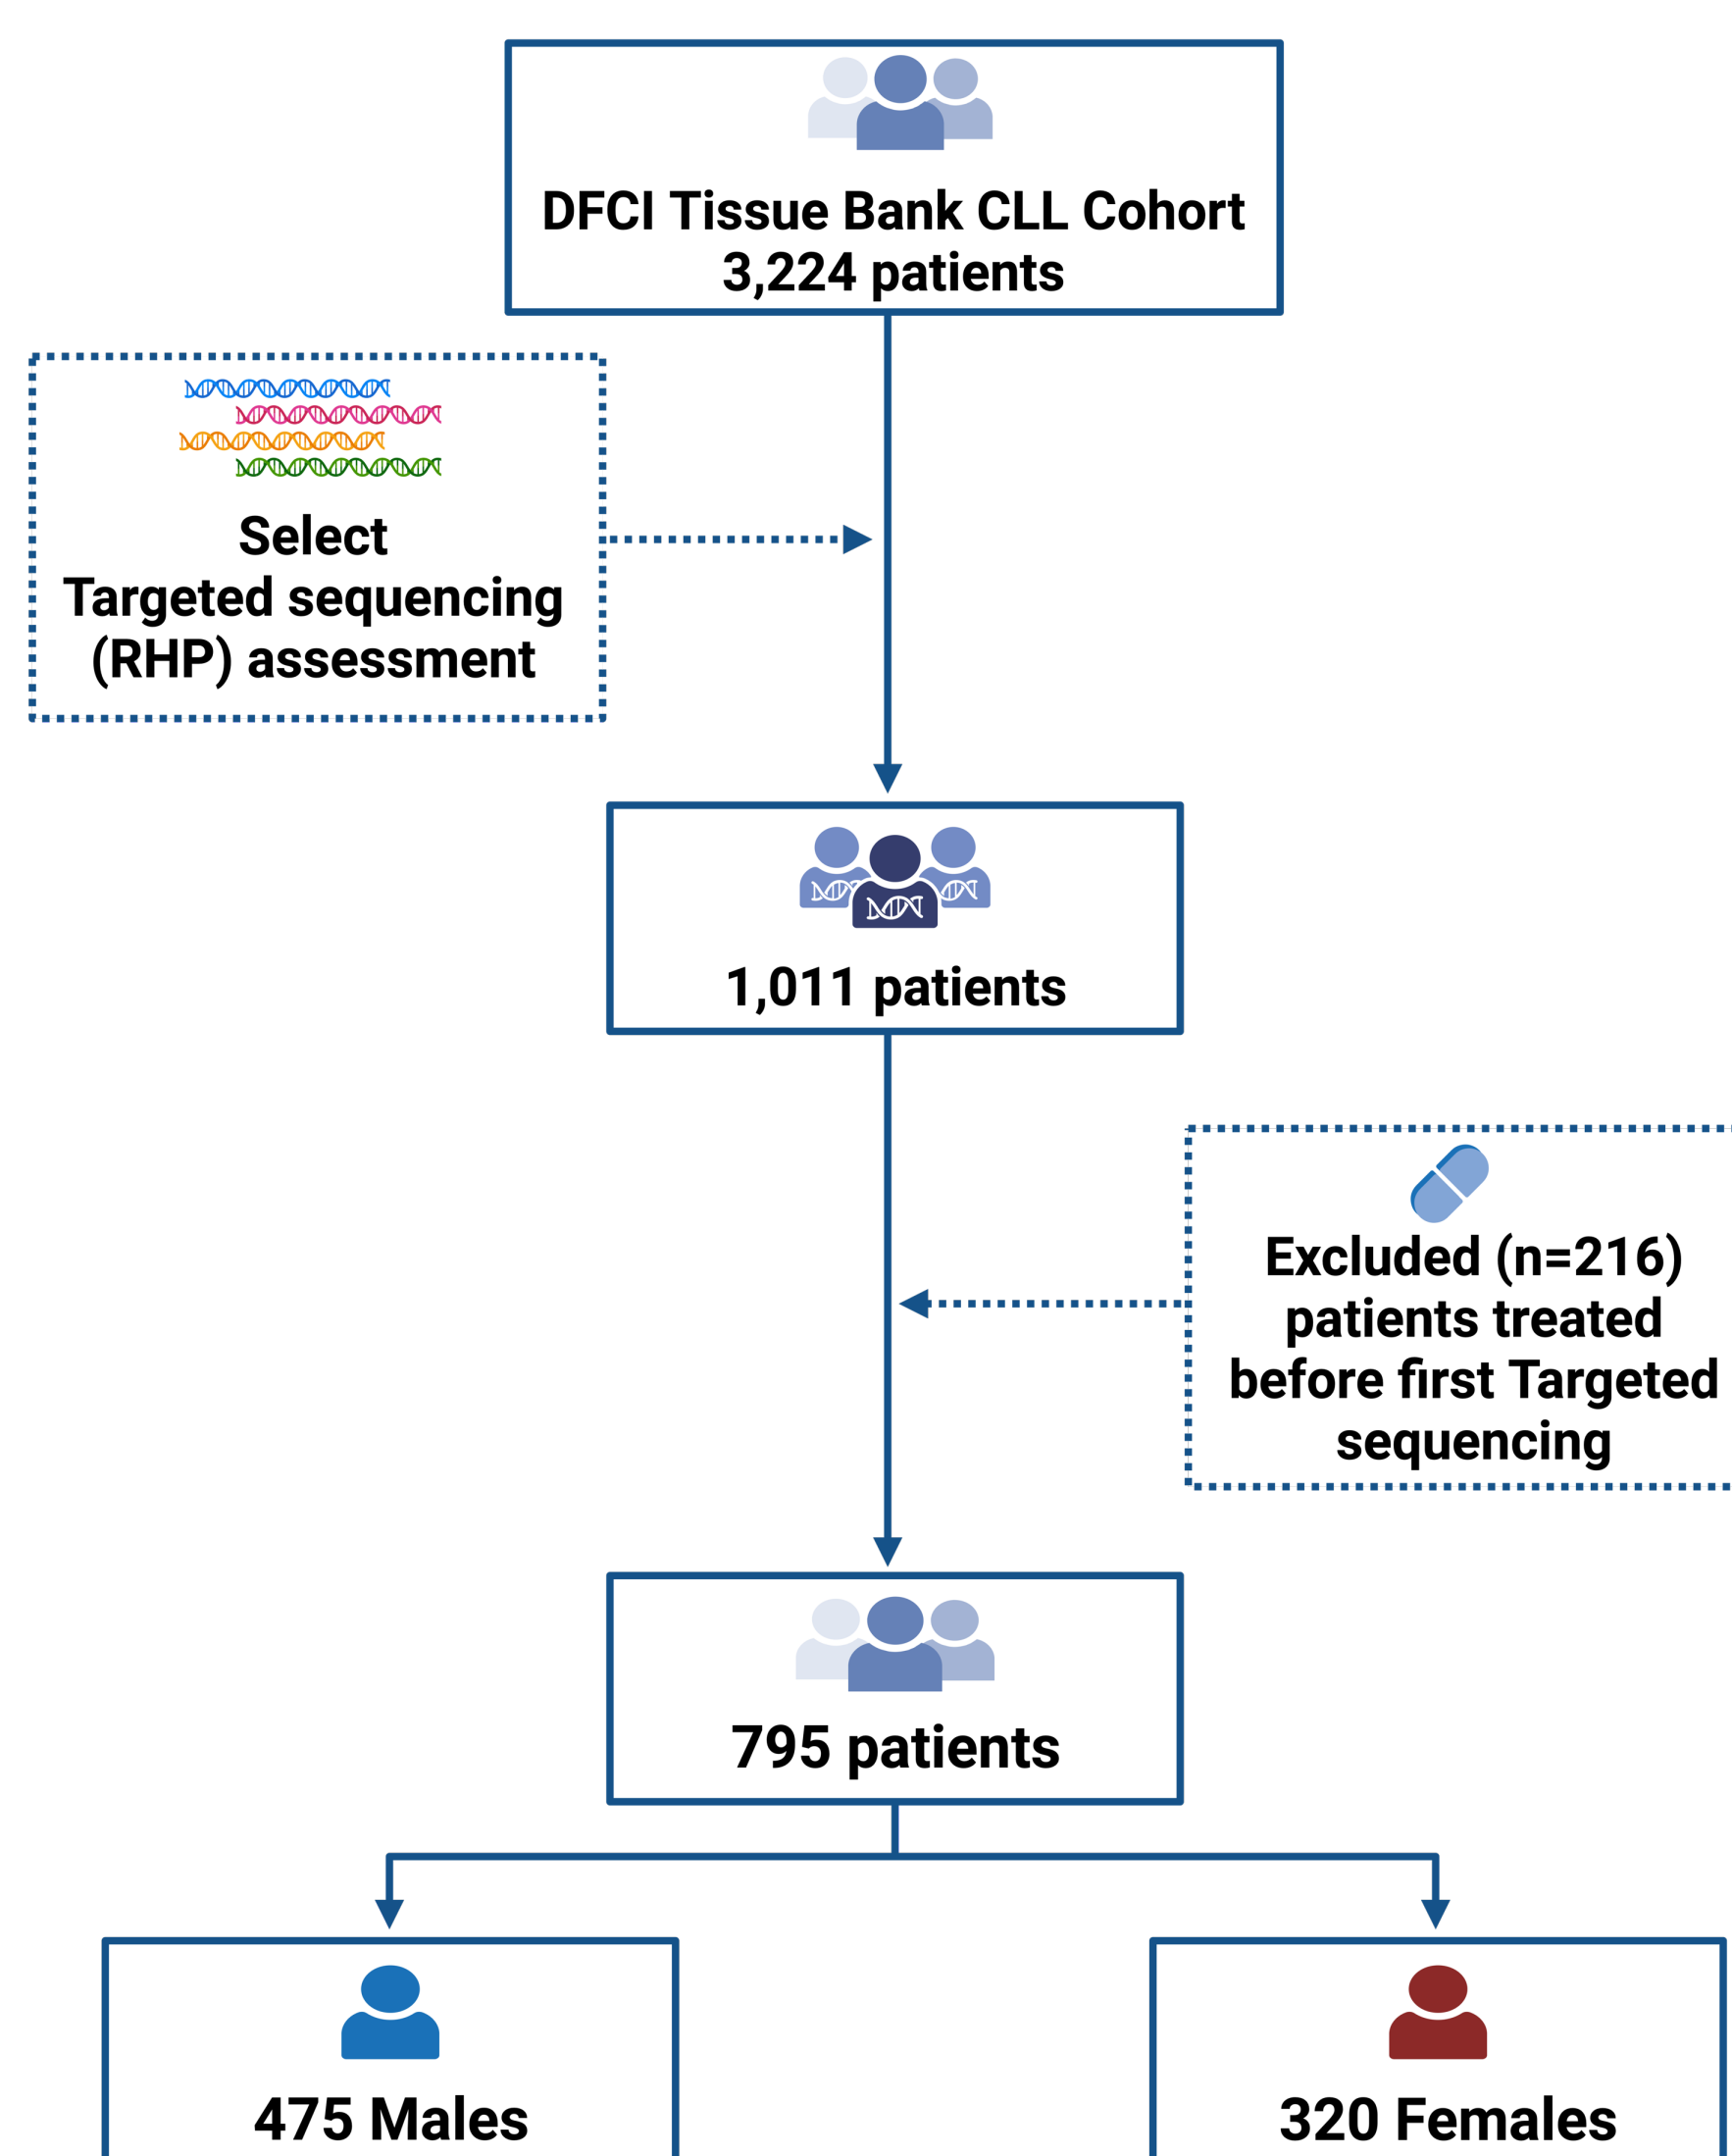 DFCI Tissue Bank CLL Cohort
3,224 patients
Select
Targeted sequencing
(RHP) assessment
1,011 patients
Excluded (n=216)
patients treated
before first Targeted
sequencing
795 patients
475 Males
320 Females